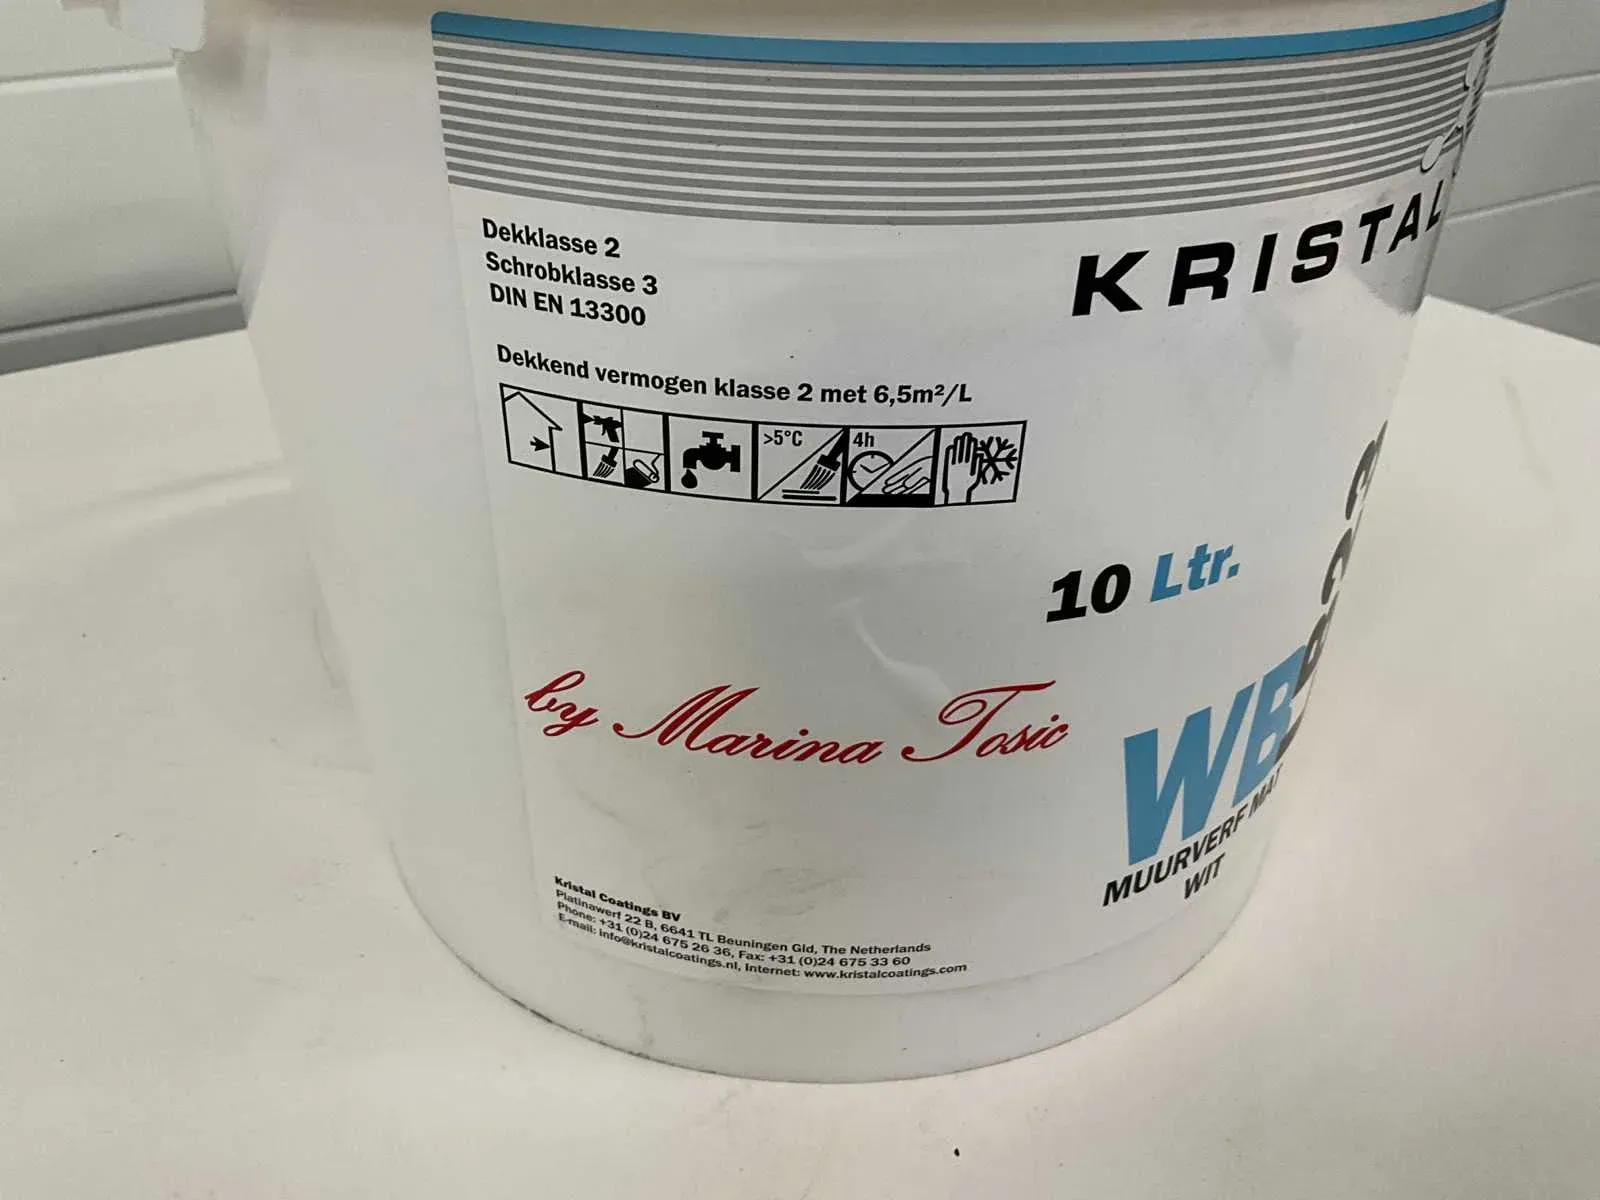 KRISTAL
Dekklasse 2
Schrobklasse 3
DIN EN 13300
Dekkend vermogen klasse 2 met 6,5m²/L
>5°C
4h
10 Ltr.
by Marina Tosic
WB
MUURVERF MAT
WIT
Kristal Coatings BV
Platinawerf 22 B, 6641 TL Beuningen Gld, The Netherlands
Phone: +31 (0)24 675 26 36, Fax: +31 (0)24 675 33 60
E-mail: info@kristalcoatings.nl, Internet: www.kristalcoatings.com